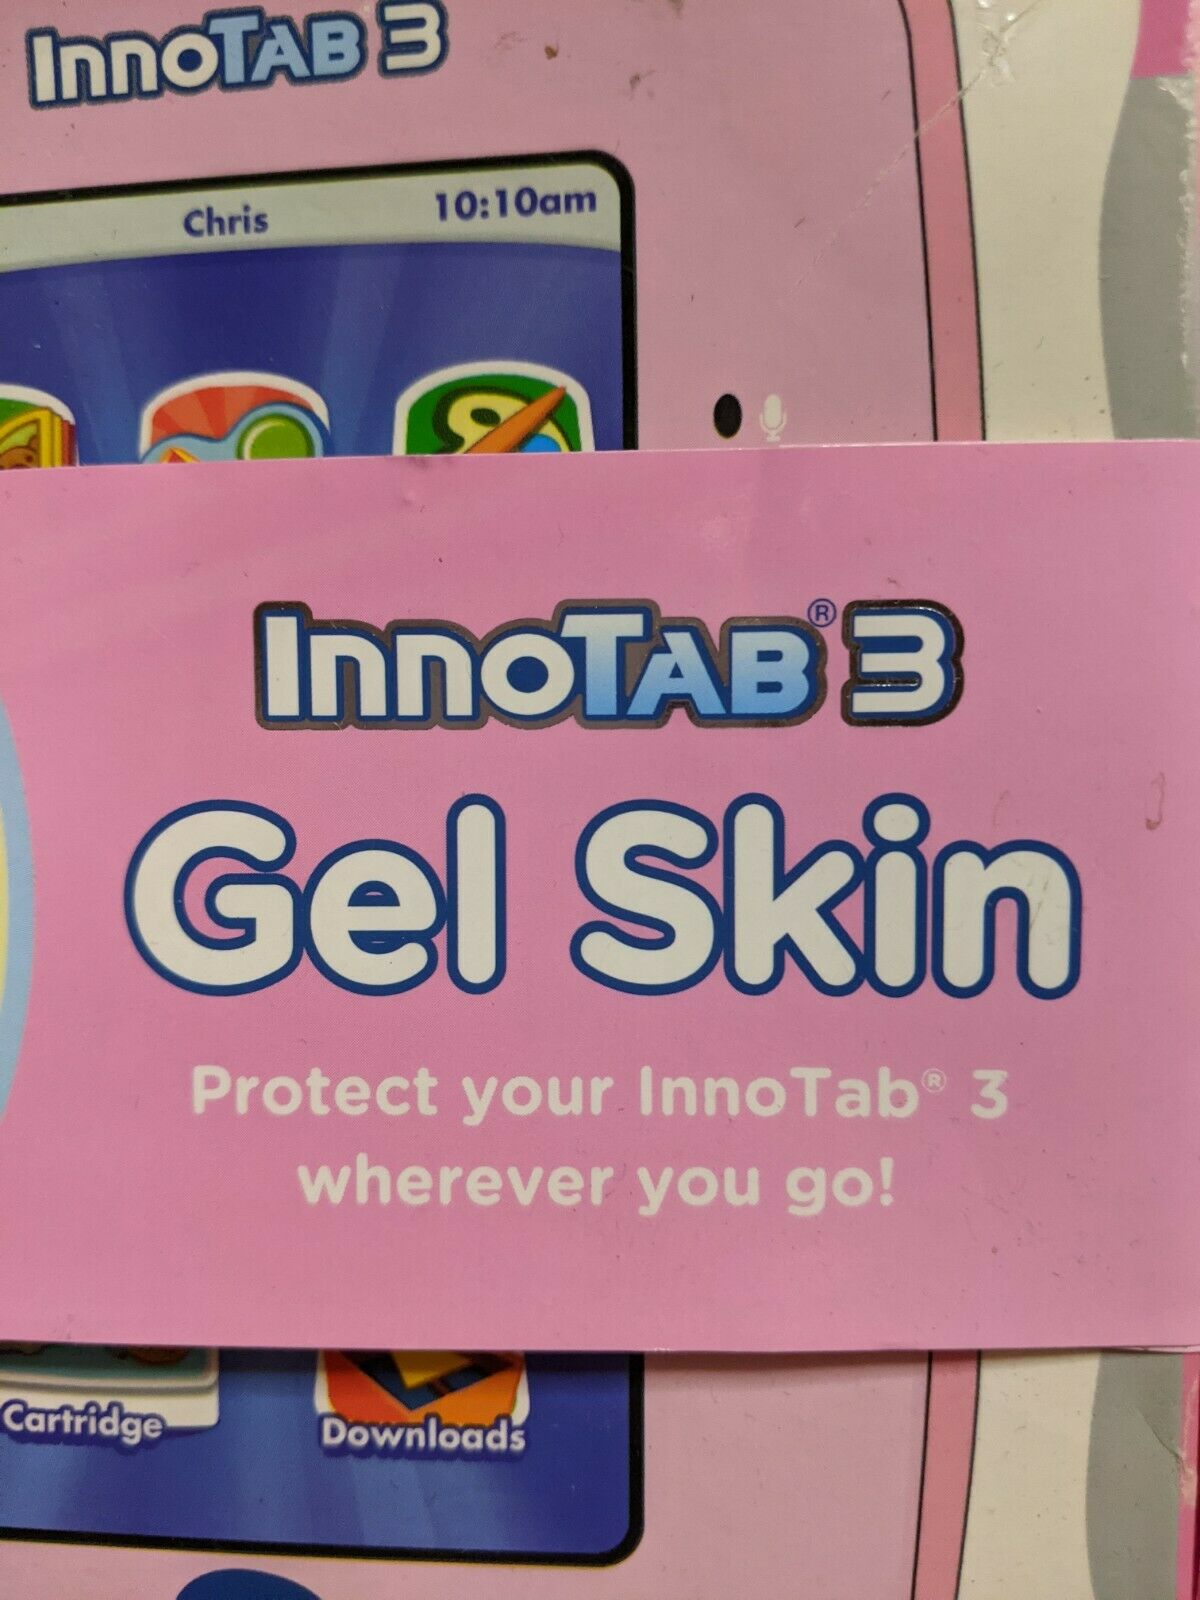 InnoTAB 3
Chris 10:10am
InnoTAB® 3
Gel Skin
Protect your InnoTab® 3
wherever you go!
Cartridge Downloads